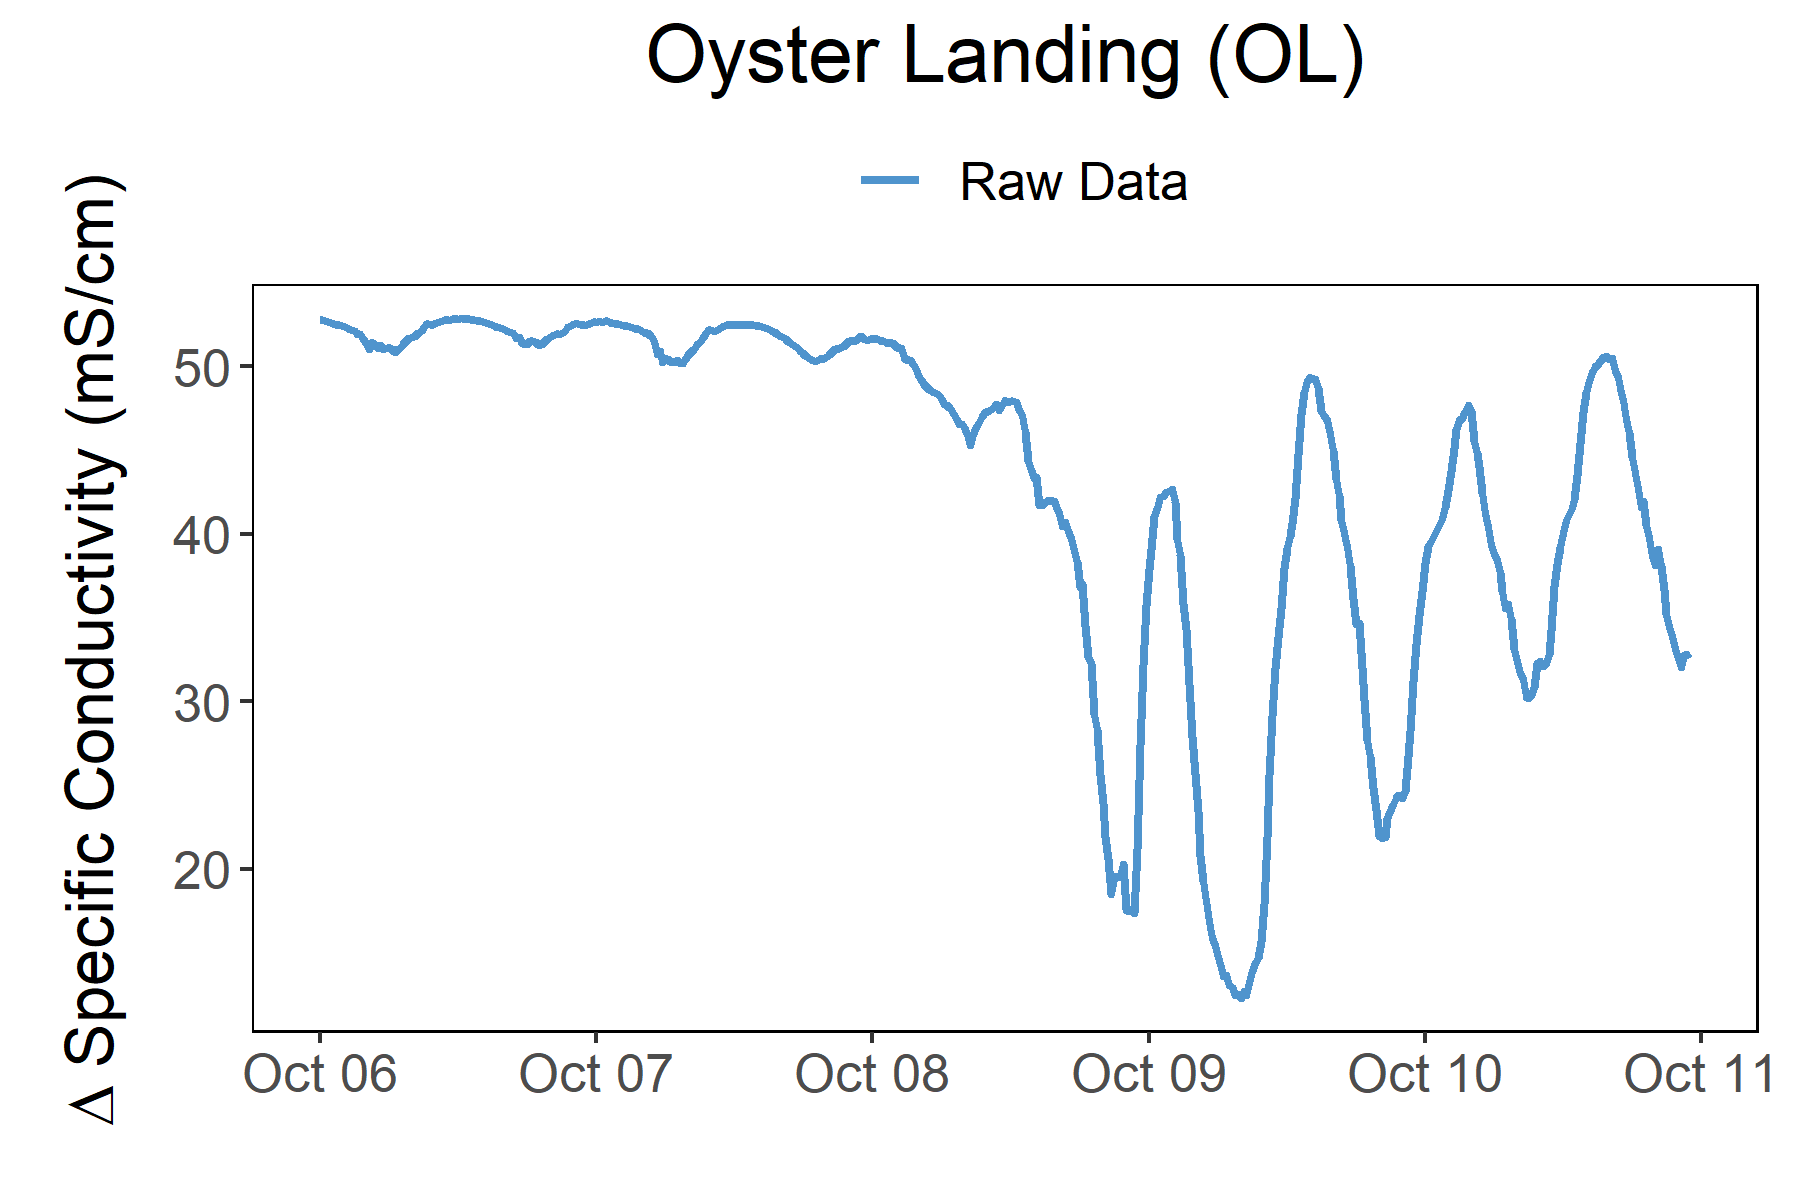 Oyster Landing (OL)
Raw Data
Δ Specific Conductivity (mS/cm)
50
40
30
20
Oct 06
Oct 07
Oct 08
Oct 09
Oct 10
Oct 11